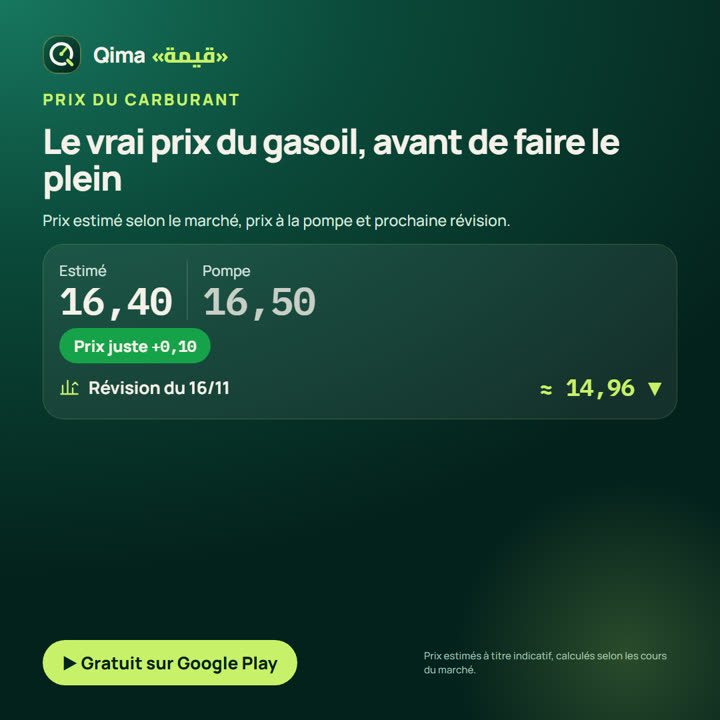 Qima «قيمة»
PRIX DU CARBURANT
Le vrai prix du gasoil, avant de faire le
plein
Prix estimé selon le marché, prix à la pompe et prochaine révision.
Estimé Pompe
16,40 16,50
Prix juste +0,10
Révision du 16/11 ≈ 14,96 ▼
▶ Gratuit sur Google Play
Prix estimés à titre indicatif, calculés selon les cours
du marché.